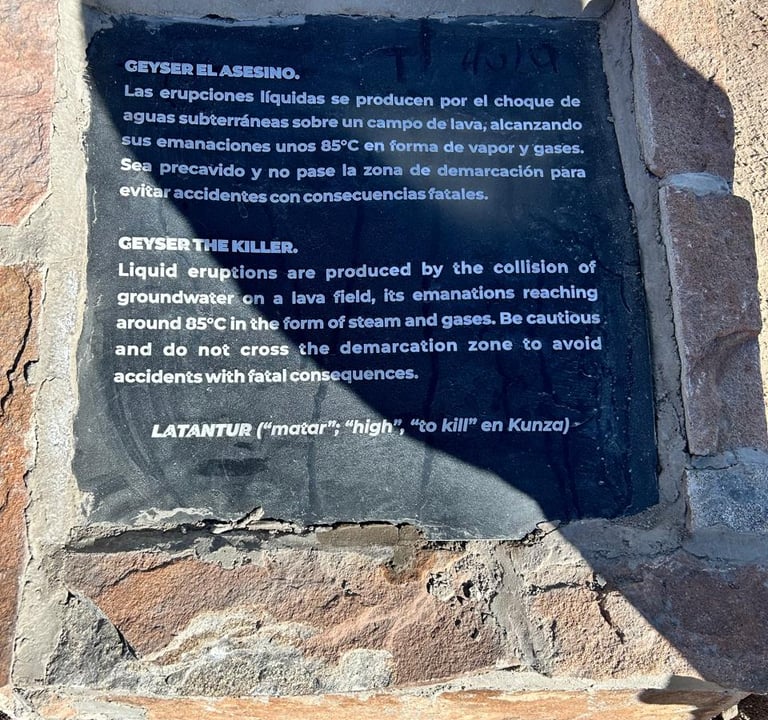 GEYSER EL ASESINO.
Las erupciones líquidas se producen por el choque de
aguas subterráneas sobre un campo de lava, alcanzando
sus emanaciones unos 85°C en forma de vapor y gases.
Sea precavido y no pase la zona de demarcación para
evitar accidentes con consecuencias fatales.
GEYSER THE KILLER.
Liquid eruptions are produced by the collision of
groundwater on a lava field, its emanations reaching
around 85°C in the form of steam and gases. Be cautious
and do not cross the demarcation zone to avoid
accidents with fatal consequences.
LATANTUR (“matar”; “high”, “to kill” en Kunza)